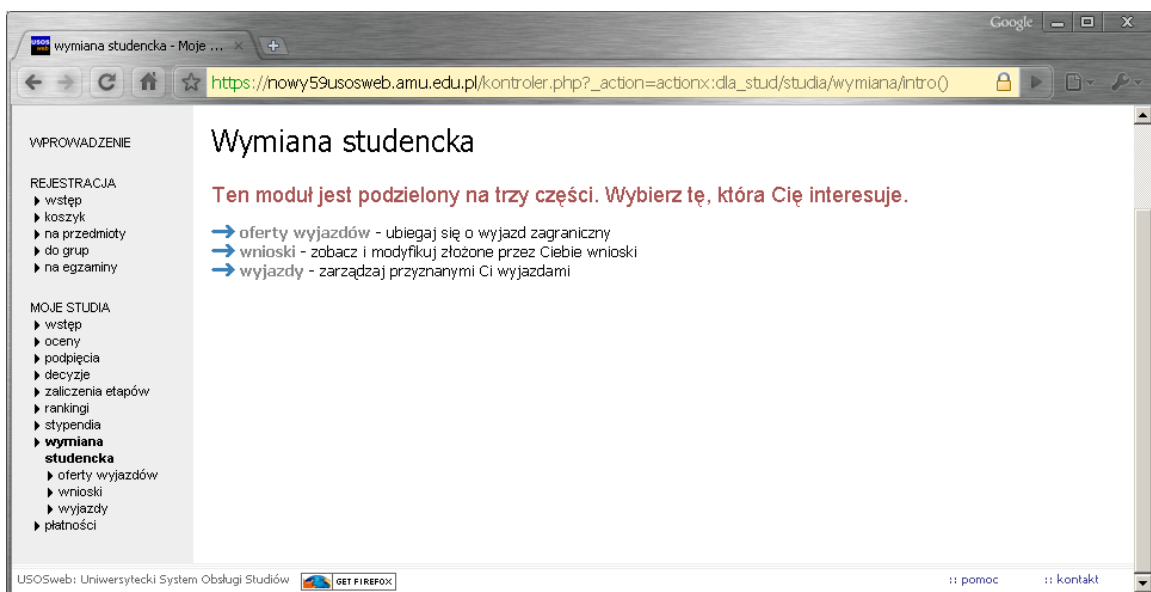 Google
USOS web wymiana studencka - Moje ...
https://nowy59usosweb.amu.edu.pl/kontroler.php?_action=actionx:dla_stud/studia/wymiana/intro()
WPROWADZENIE
REJESTRACJA
wstęp
koszyk
na przedmioty
do grup
na egzaminy
MOJE STUDIA
wstęp
oceny
podpięcia
decyzje
zaliczenia etapów
rankingi
stypendia
wymiana
studencka
oferty wyjazdów
wnioski
wyjazdy
płatności
Wymiana studencka
Ten moduł jest podzielony na trzy części. Wybierz tę, która Cię interesuje.
oferty wyjazdów - ubiegaj się o wyjazd zagraniczny
wnioski - zobacz i modyfikuj złożone przez Ciebie wnioski
wyjazdy - zarządzaj przyznanymi Ci wyjazdami
USOSweb: Uniwersytecki System Obsługi Studiów
GET FIREFOX
:: pomoc
:: kontakt